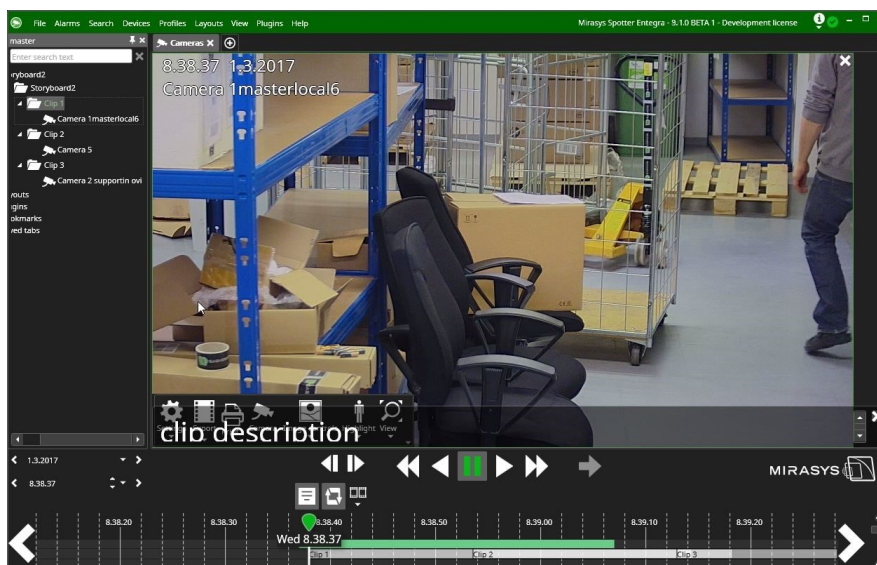 File Alarms Search Devices Profiles Layouts View Plugins Help
Mirasys Spotter Entegra - 9.1.0 BETA 1 - Development license
master
Cameras
Enter search text
oryboard2
Storyboard2
Clip 1
Camera 1masterlocal6
Clip 2
Camera 5
Clip 3
Camera 2 supportin ovi
youts
gins
okmarks
ved tabs
8.38.37 1.3.2017
Camera 1masterlocal6
View
clip description
1.3.2017
8.38.37
MIRASYS
8.38.20 8.38.30 8.38.40 8.38.50 8.39.00 8.39.10 8.39.20
Wed 8.38.37
Clip 1 Clip 2 Clip 3